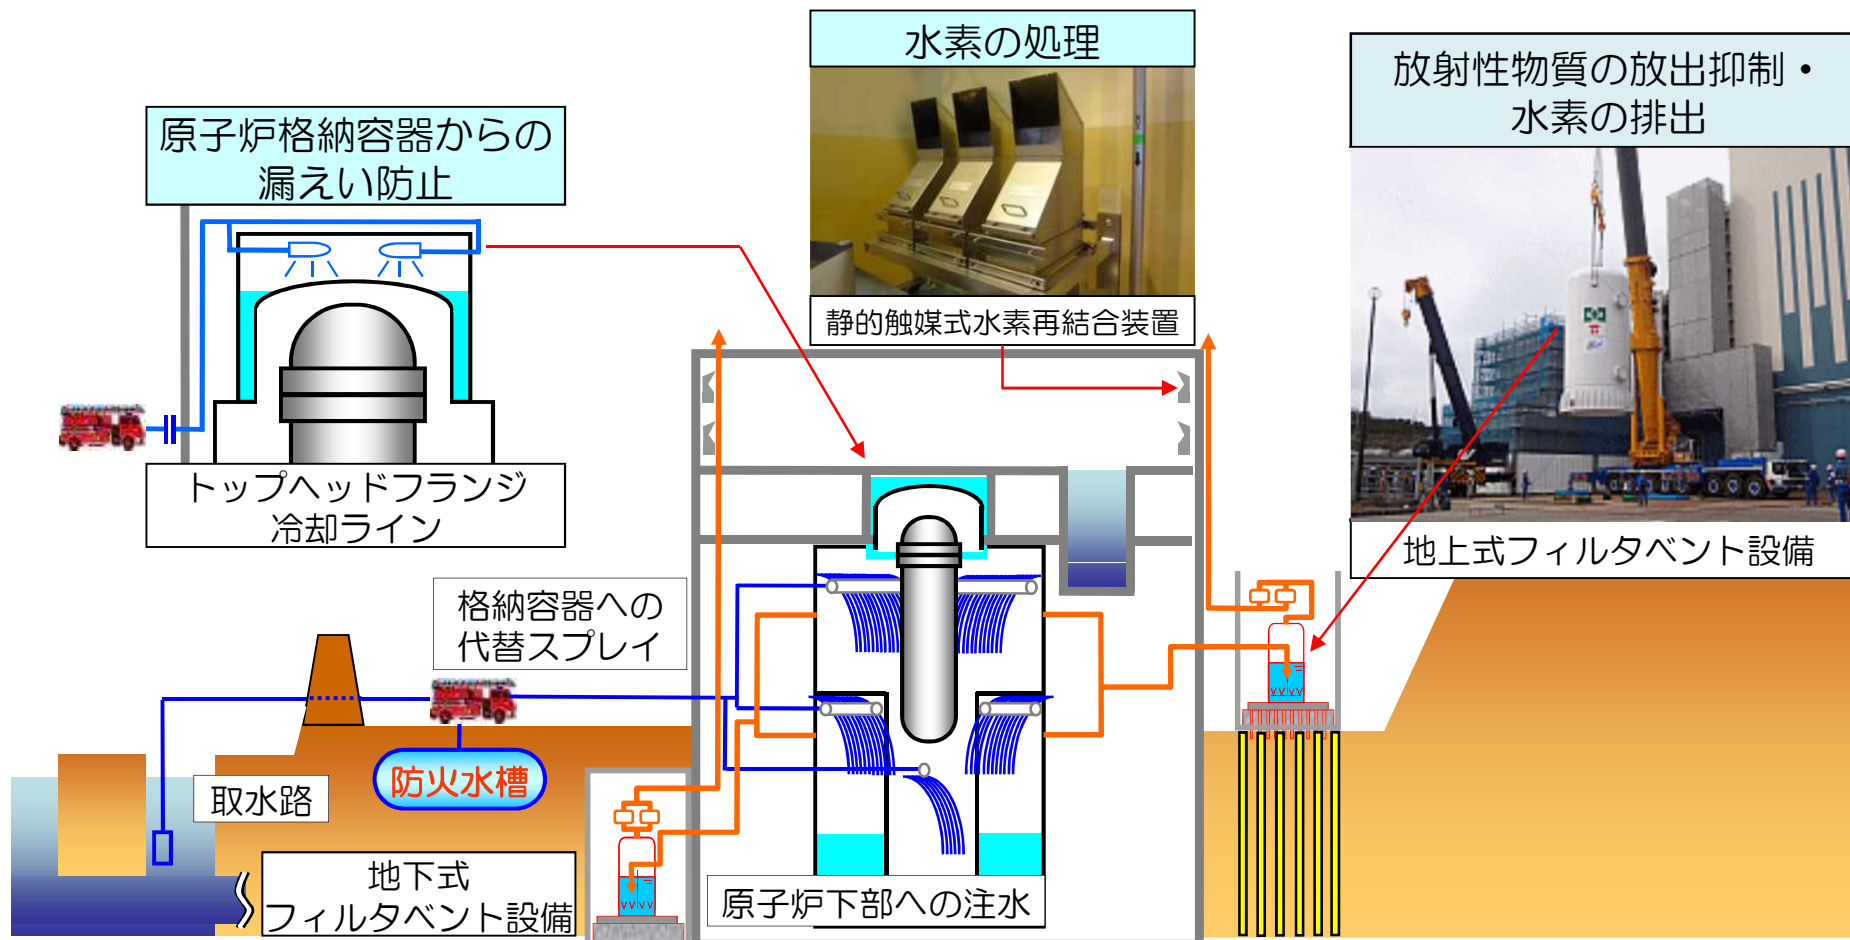 水素の処理
放射性物質の放出抑制・
水素の排出
原子炉格納容器からの
漏えい防止
静的触媒式水素再結合装置
トップヘッドフランジ
冷却ライン
地上式フィルタベント設備
格納容器への
代替スプレイ
防火水槽
取水路
地下式
フィルタベント設備
原子炉下部への注水